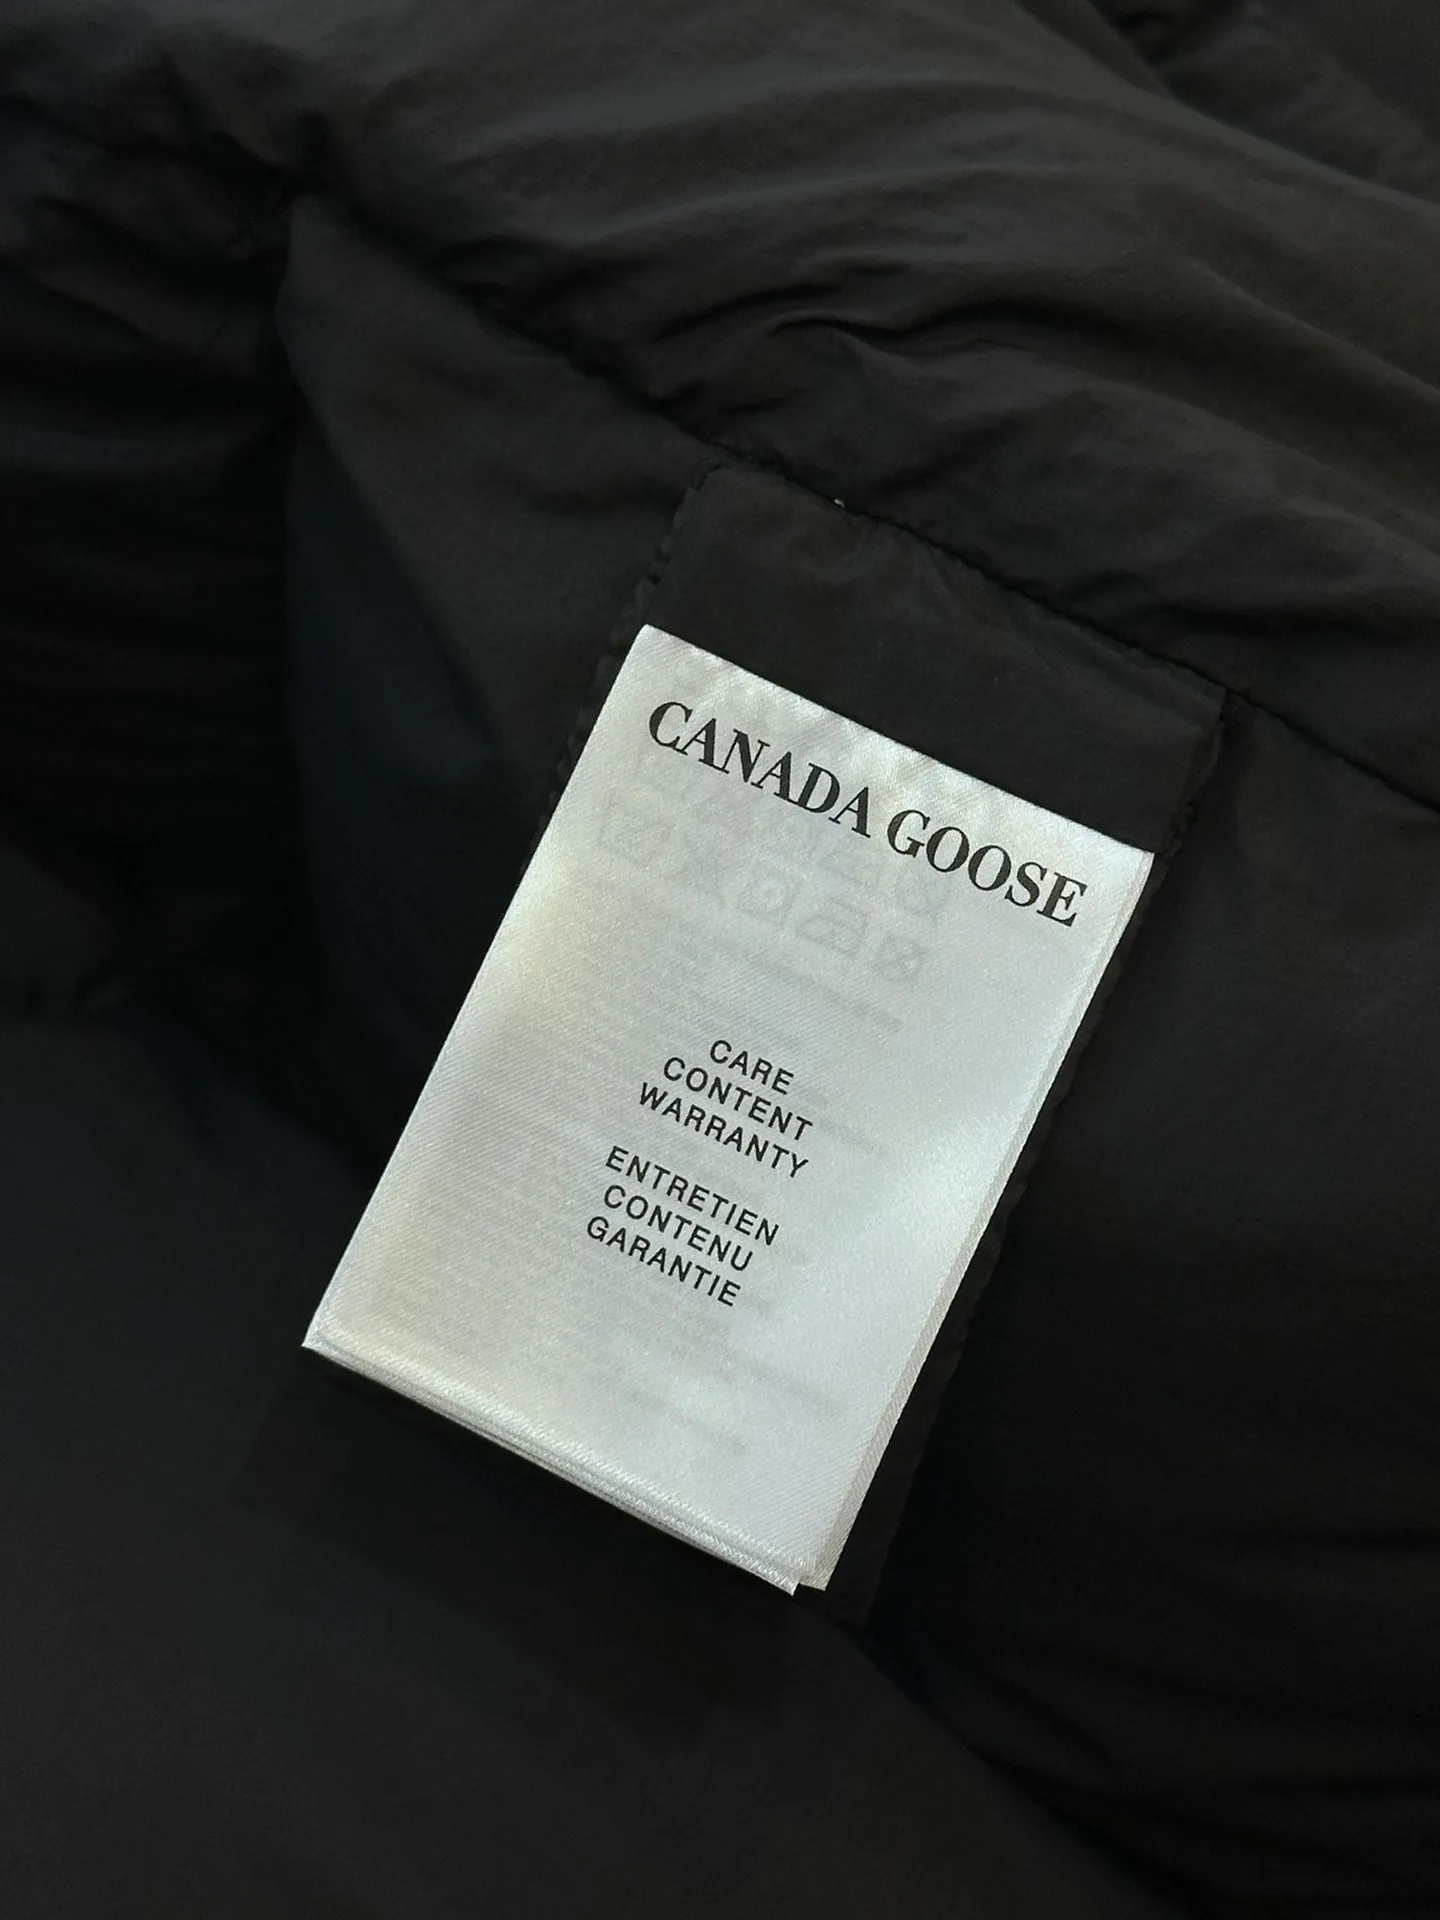 CANADA GOOSE
CARE
CONTENT
WARRANTY
ENTRETIEN
CONTENU
GARANTIE